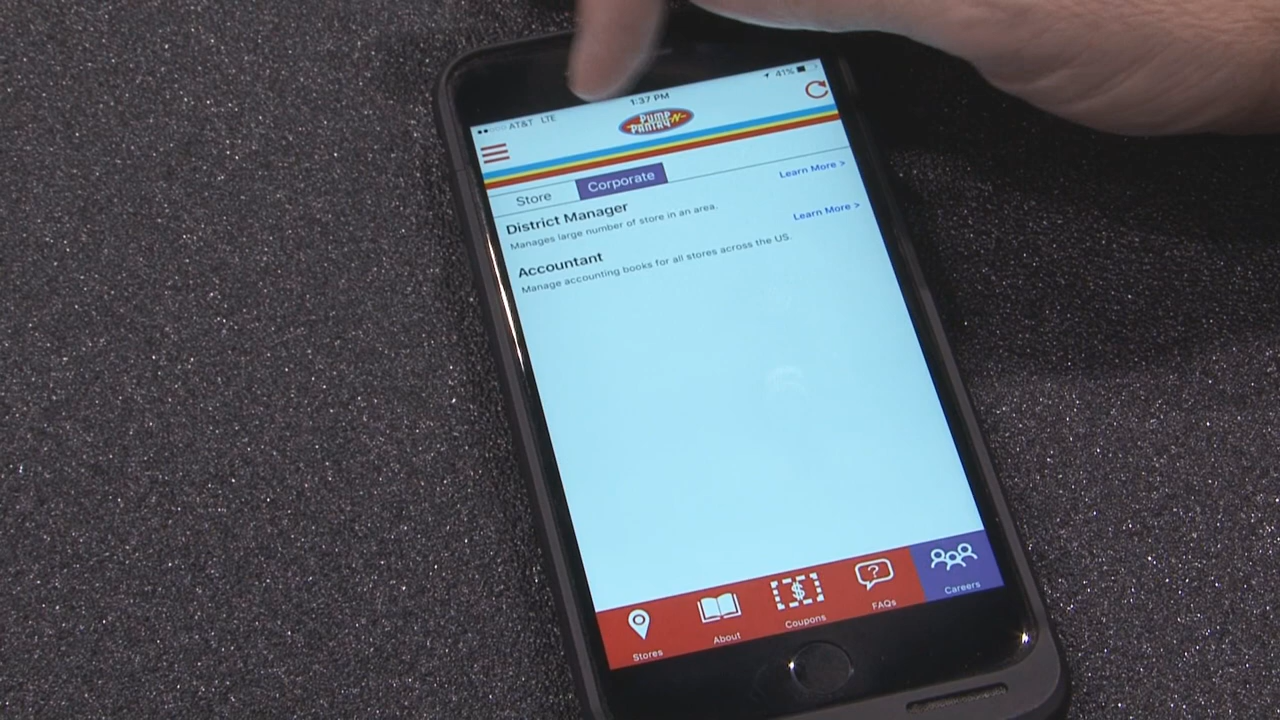 ●●○○○ AT&T LTE 1:37 PM 41%
PUMP N
PANTRY
Store Corporate
District Manager Learn More >
Manages large number of store in an area.
Accountant Learn More >
Manage accounting books for all stores across the US.
Stores About Coupons FAQs Careers
$
?